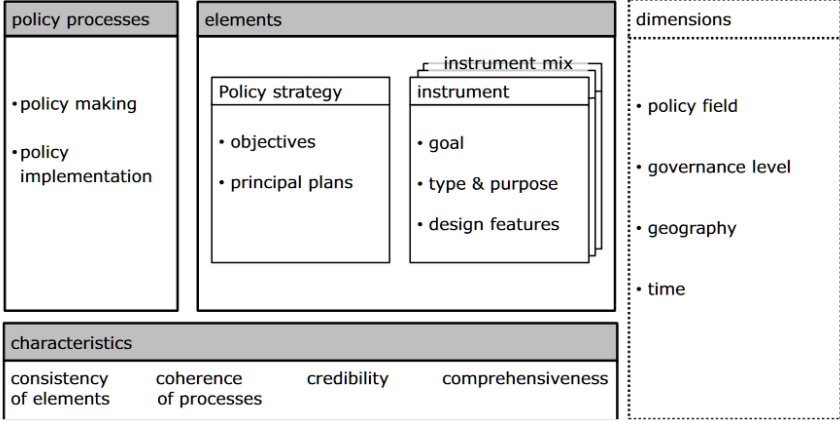 policy processes
•policy making
•policy
implementation
elements
Policy strategy
• objectives
• principal plans
instrument mix
instrument
• goal
• type & purpose
• design features
dimensions
• policy field
• governance level
• geography
• time
characteristics
consistency
of elements
coherence
of processes
credibility
comprehensiveness